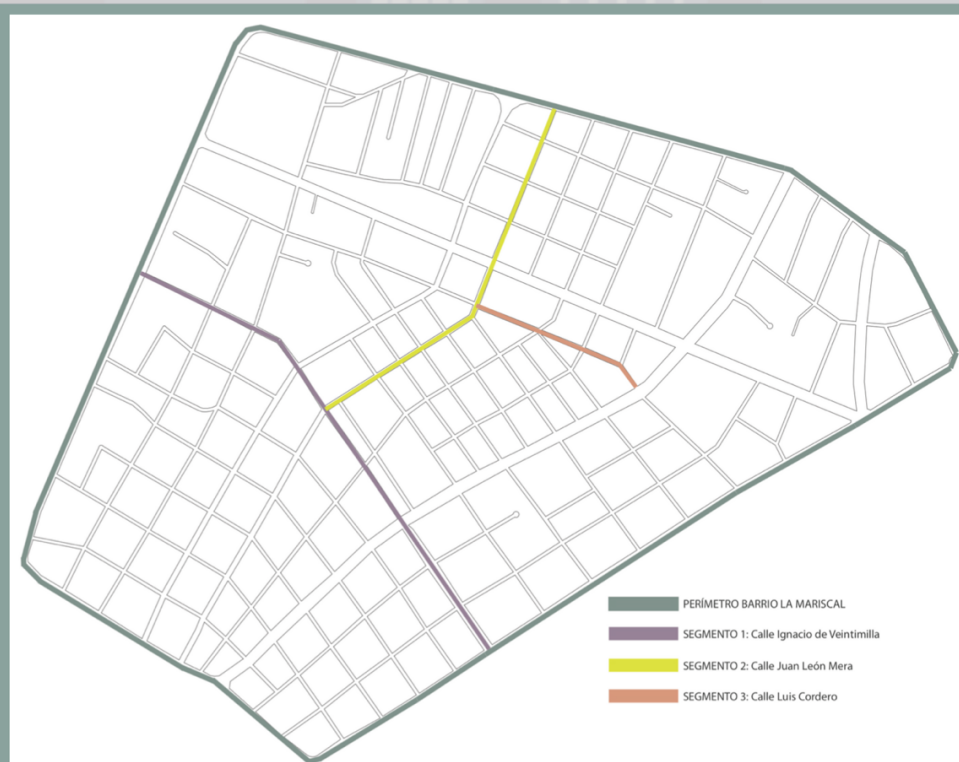 PERÍMETRO BARRIO LA MARISCAL
SEGMENTO 1: Calle Ignacio de Veintimilla
SEGMENTO 2: Calle Juan León Mera
SEGMENTO 3: Calle Luis Cordero